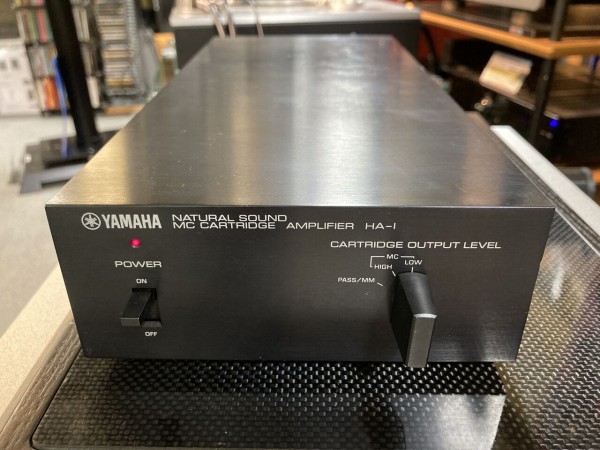 YAMAHA NATURAL SOUND
MC CARTRIDGE AMPLIFIER HA-1
CARTRIDGE OUTPUT LEVEL
POWER
ON
OFF
MC
HIGH LOW
PASS/MM